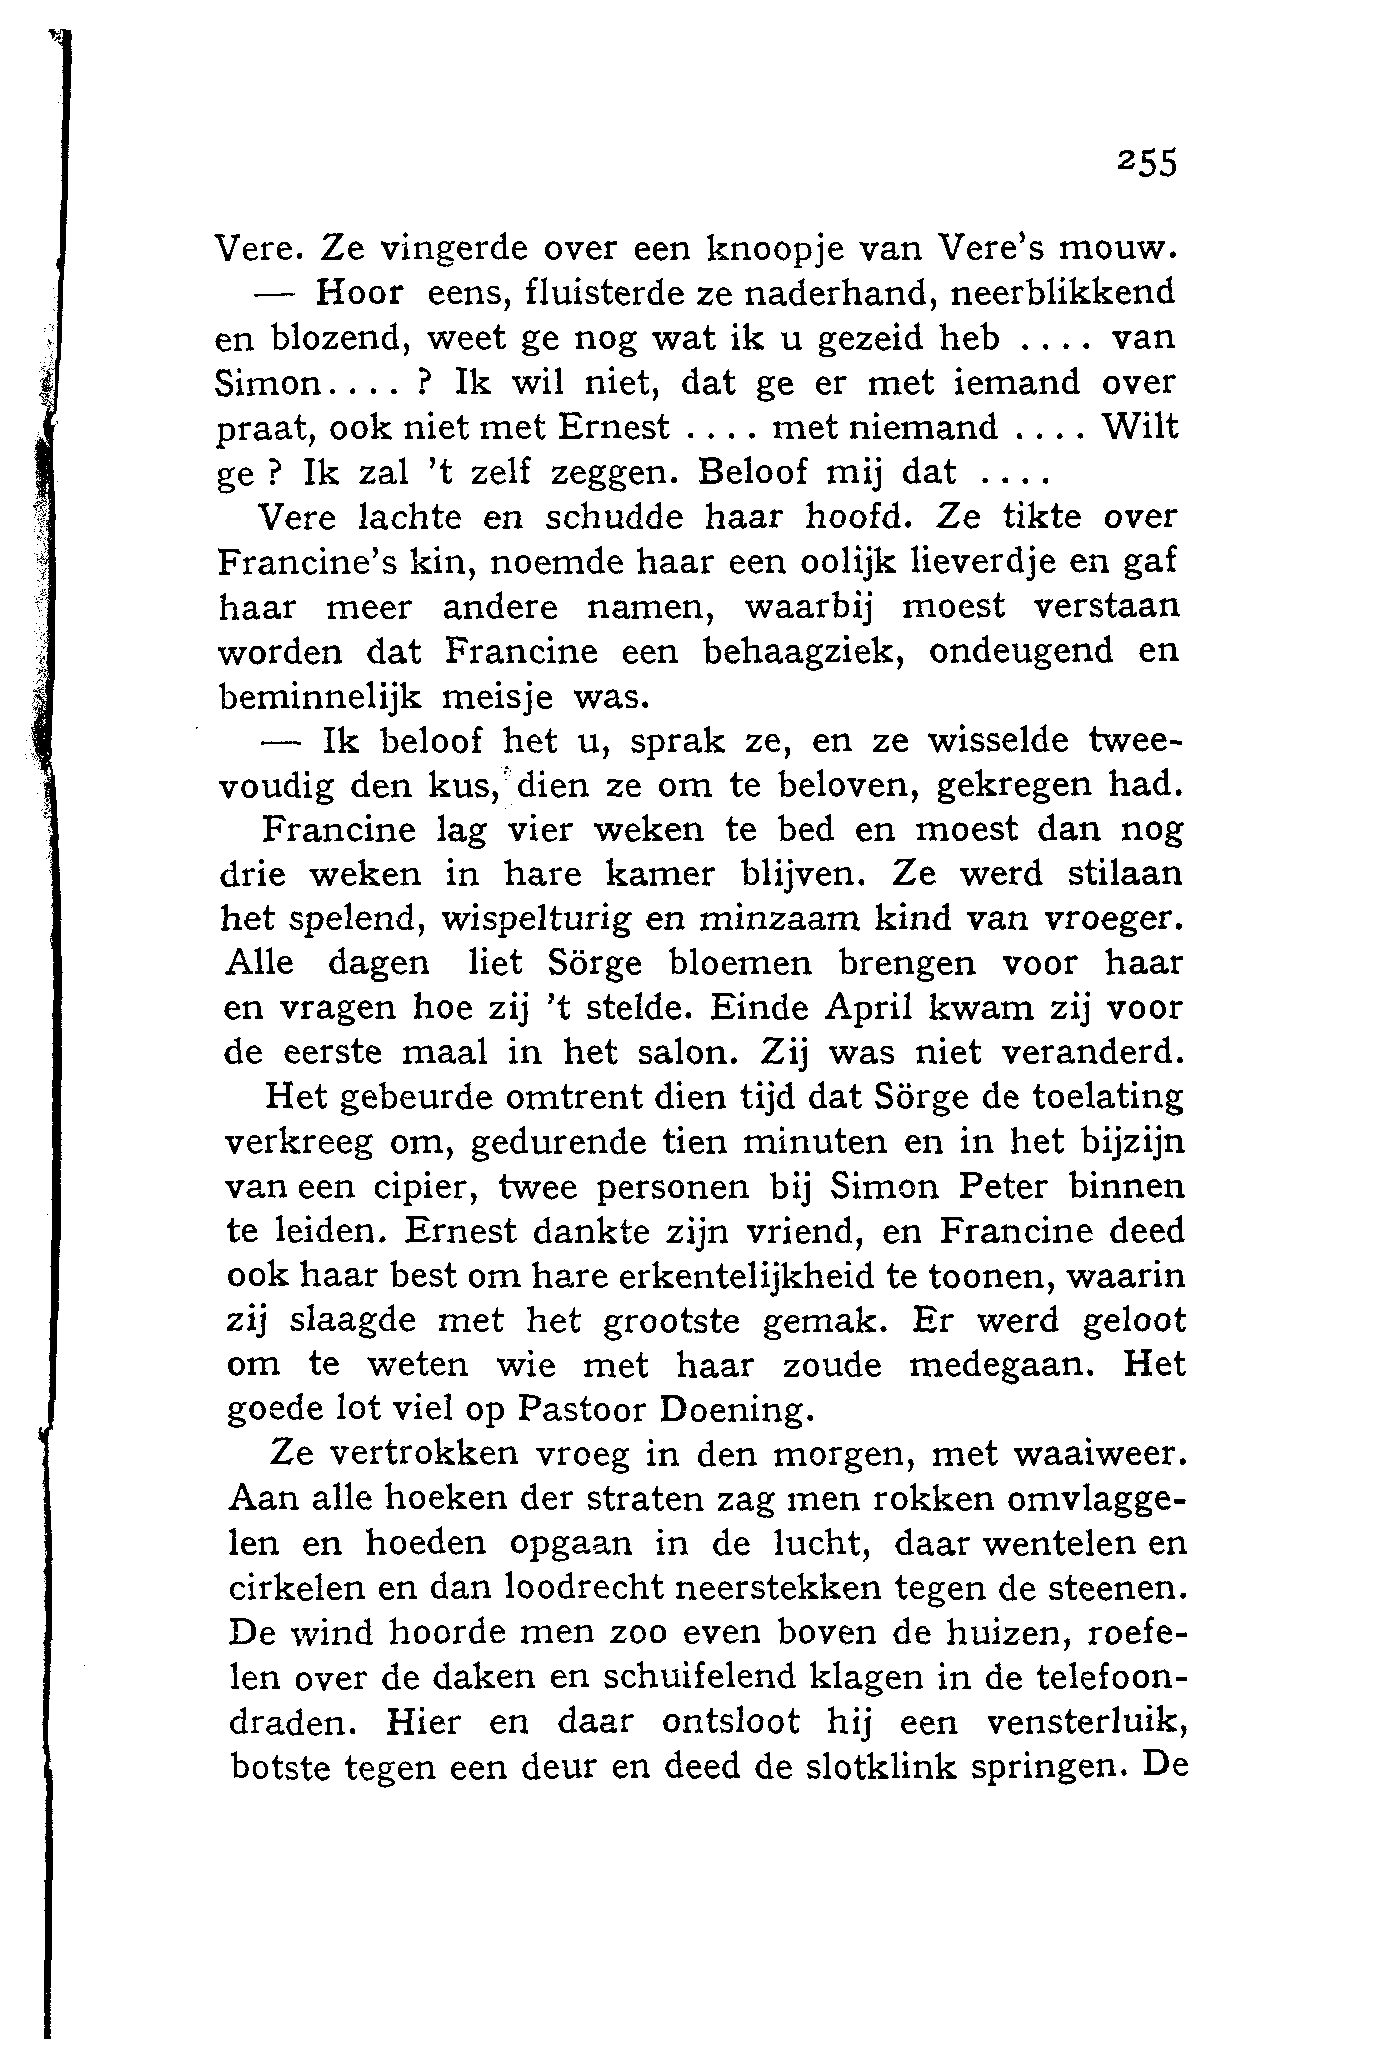 255
Vere. Ze vingerde over een knoopje van Vere's mouw.
— Hoor eens, fluisterde ze naderhand, neerblikkend
en blozend, weet ge nog wat ik u gezeid heb .... van
Simon.... ? Ik wil niet, dat ge er met iemand over
praat, ook niet met Ernest .... met niemand .... Wilt
ge ? Ik zal 't zelf zeggen. Beloof mij dat ....
Vere lachte en schudde haar hoofd. Ze tikte over
Francine's kin, noemde haar een oolijk lieverdje en gaf
haar meer andere namen, waarbij moest verstaan
worden dat Francine een behaagziek, ondeugend en
beminnelijk meisje was.
— Ik beloof het u, sprak ze, en ze wisselde twee-
voudig den kus, dien ze om te beloven, gekregen had.
Francine lag vier weken te bed en moest dan nog
drie weken in hare kamer blijven. Ze werd stilaan
het spelend, wispelturig en minzaam kind van vroeger.
Alle dagen liet Sörge bloemen brengen voor haar
en vragen hoe zij 't stelde. Einde April kwam zij voor
de eerste maal in het salon. Zij was niet veranderd.
Het gebeurde omtrent dien tijd dat Sörge de toelating
verkreeg om, gedurende tien minuten en in het bijzijn
van een cipier, twee personen bij Simon Peter binnen
te leiden. Ernest dankte zijn vriend, en Francine deed
ook haar best om hare erkentelijkheid te toonen, waarin
zij slaagde met het grootste gemak. Er werd geloot
om te weten wie met haar zoude medegaan. Het
goede lot viel op Pastoor Doening.
Ze vertrokken vroeg in den morgen, met waaiweer.
Aan alle hoeken der straten zag men rokken omvlagge-
len en hoeden opgaan in de lucht, daar wentelen en
cirkelen en dan loodrecht neerstekken tegen de steenen.
De wind hoorde men zoo even boven de huizen, roefe-
len over de daken en schuifelend klagen in de telefoon-
draden. Hier en daar ontsloot hij een vensterluik,
botste tegen een deur en deed de slotklink springen. De